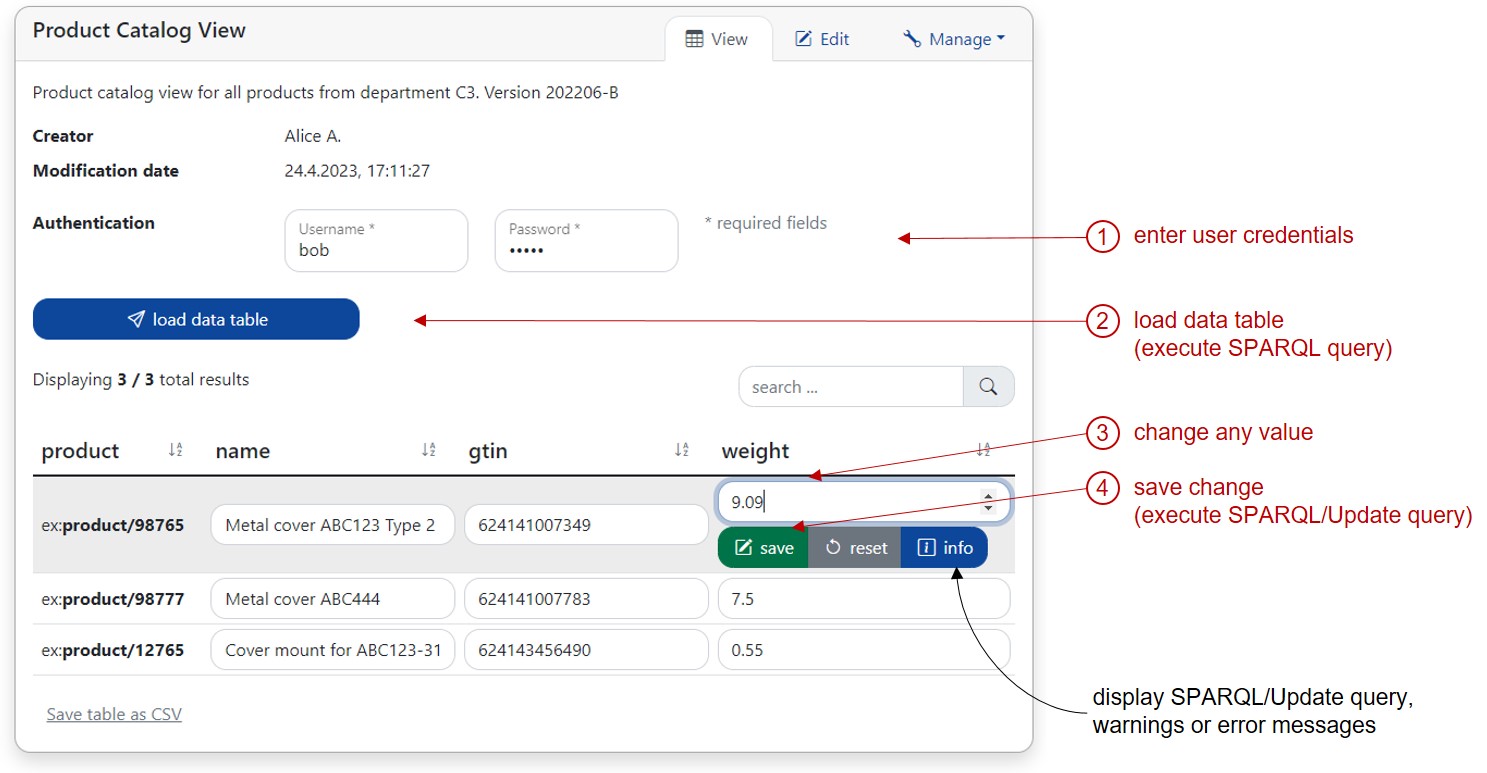 Product Catalog View
View
Edit
Manage
Product catalog view for all products from department C3. Version 202206-B
Creator Alice A.
Modification date 24.4.2023, 17:11:27
Authentication
Username *
bob
Password *
•••••
* required fields
1 enter user credentials
load data table
2 load data table
(execute SPARQL query)
Displaying 3 / 3 total results
search ...
3 change any value
product name gtin weight
4 save change
(execute SPARQL/Update query)
ex:product/98765 Metal cover ABC123 Type 2 624141007349 9.09
save reset info
ex:product/98777 Metal cover ABC444 624141007783 7.5
ex:product/12765 Cover mount for ABC123-31 624143456490 0.55
display SPARQL/Update query,
warnings or error messages
Save table as CSV